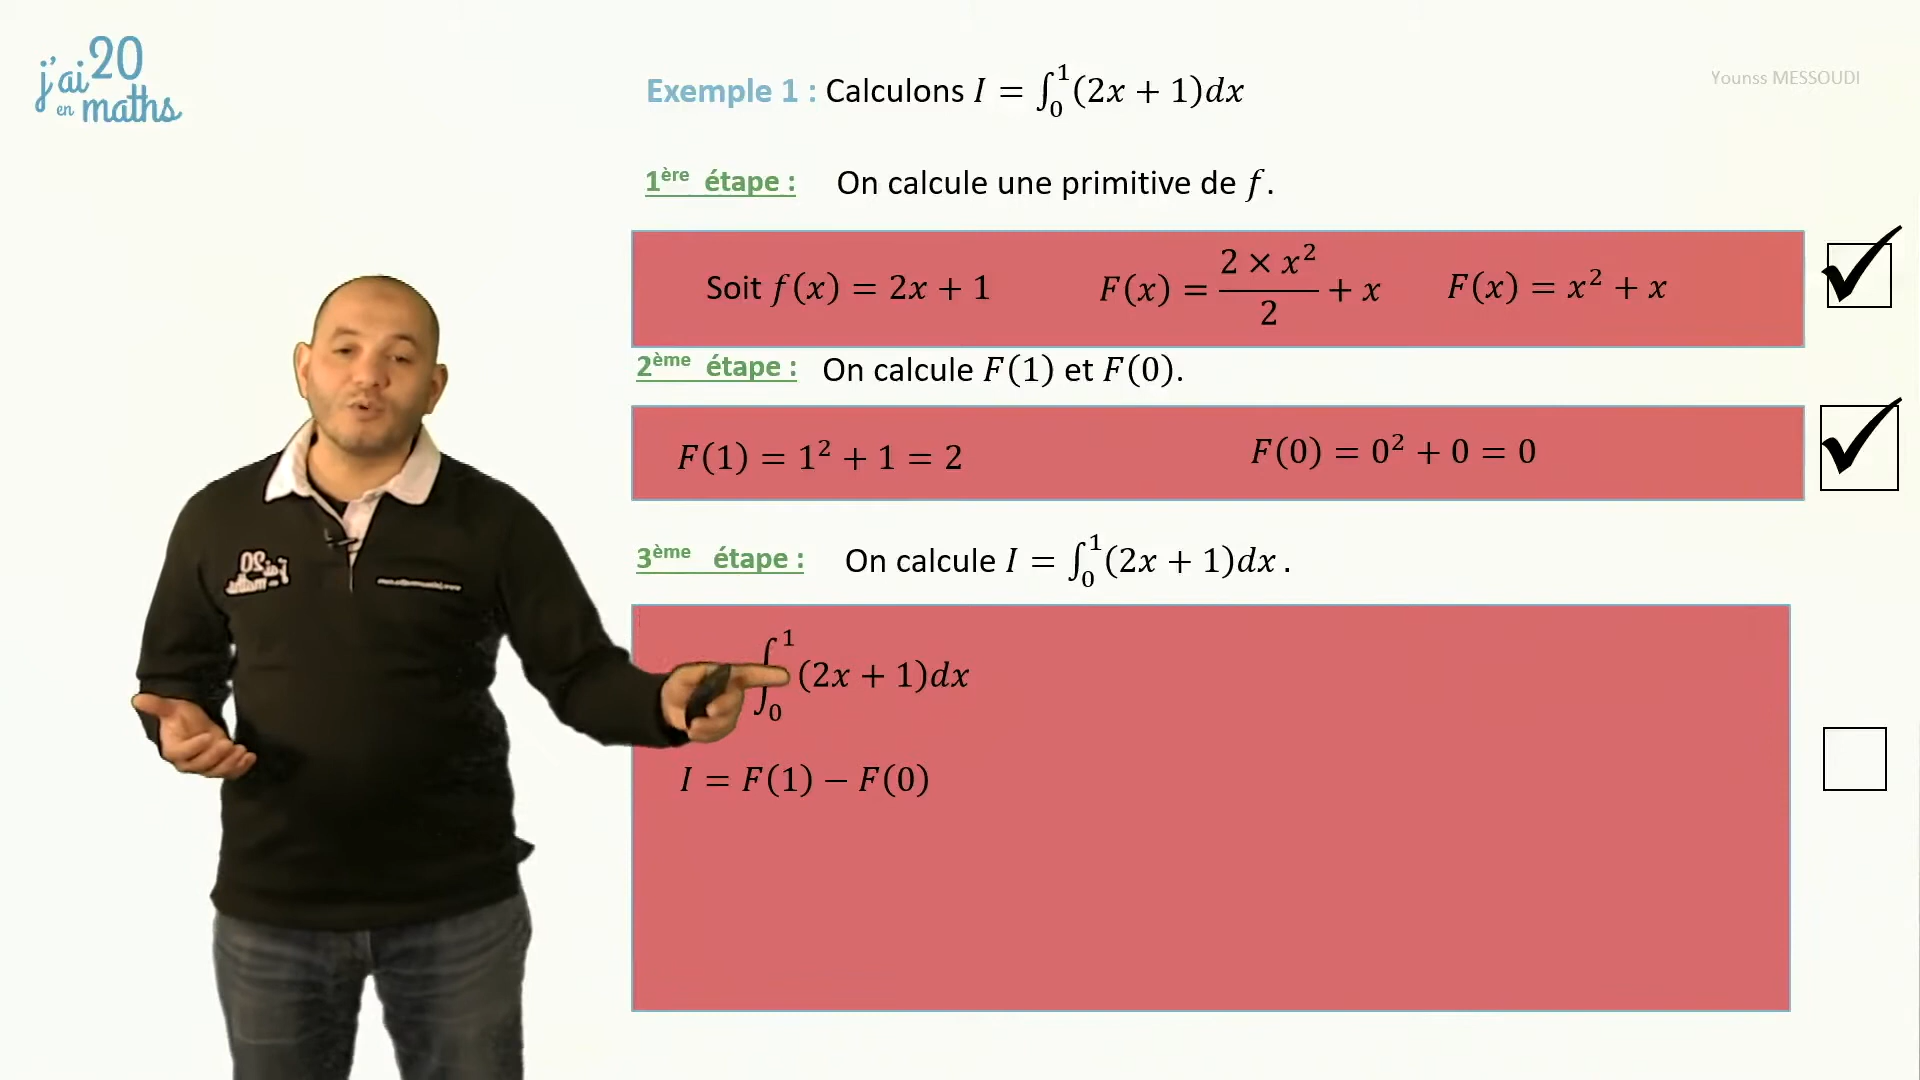 j'ai 20
en maths
Exemple 1 : Calculons I = ∫₀¹(2x + 1)dx
Younss MESSOUDI
1ère étape : On calcule une primitive de f.
Soit f(x) = 2x + 1 F(x) = (2 × x²)/2 + x F(x) = x² + x
2ème étape : On calcule F(1) et F(0).
F(1) = 1² + 1 = 2 F(0) = 0² + 0 = 0
3ème étape : On calcule I = ∫₀¹(2x + 1)dx .
∫₀¹(2x + 1)dx
I = F(1) − F(0)